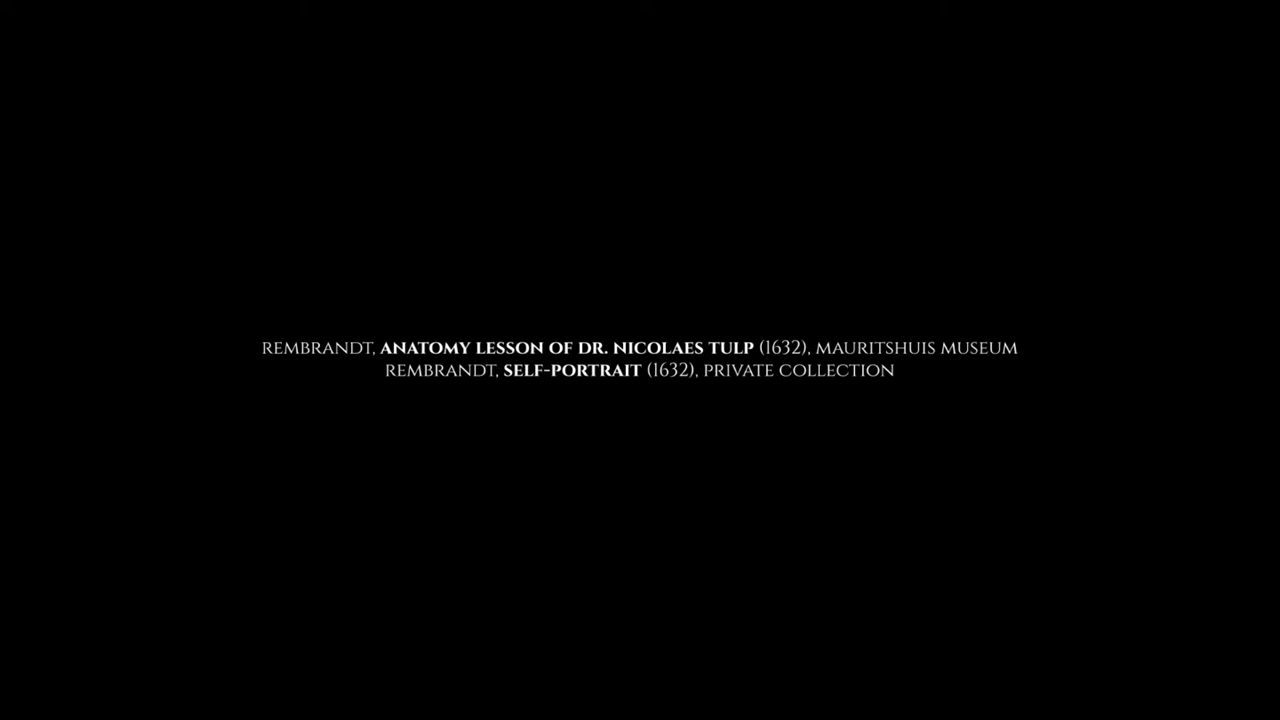 REMBRANDT, ANATOMY LESSON OF DR. NICOLAES TULP (1632), MAURITSHUIS MUSEUM
REMBRANDT, SELF-PORTRAIT (1632), PRIVATE COLLECTION